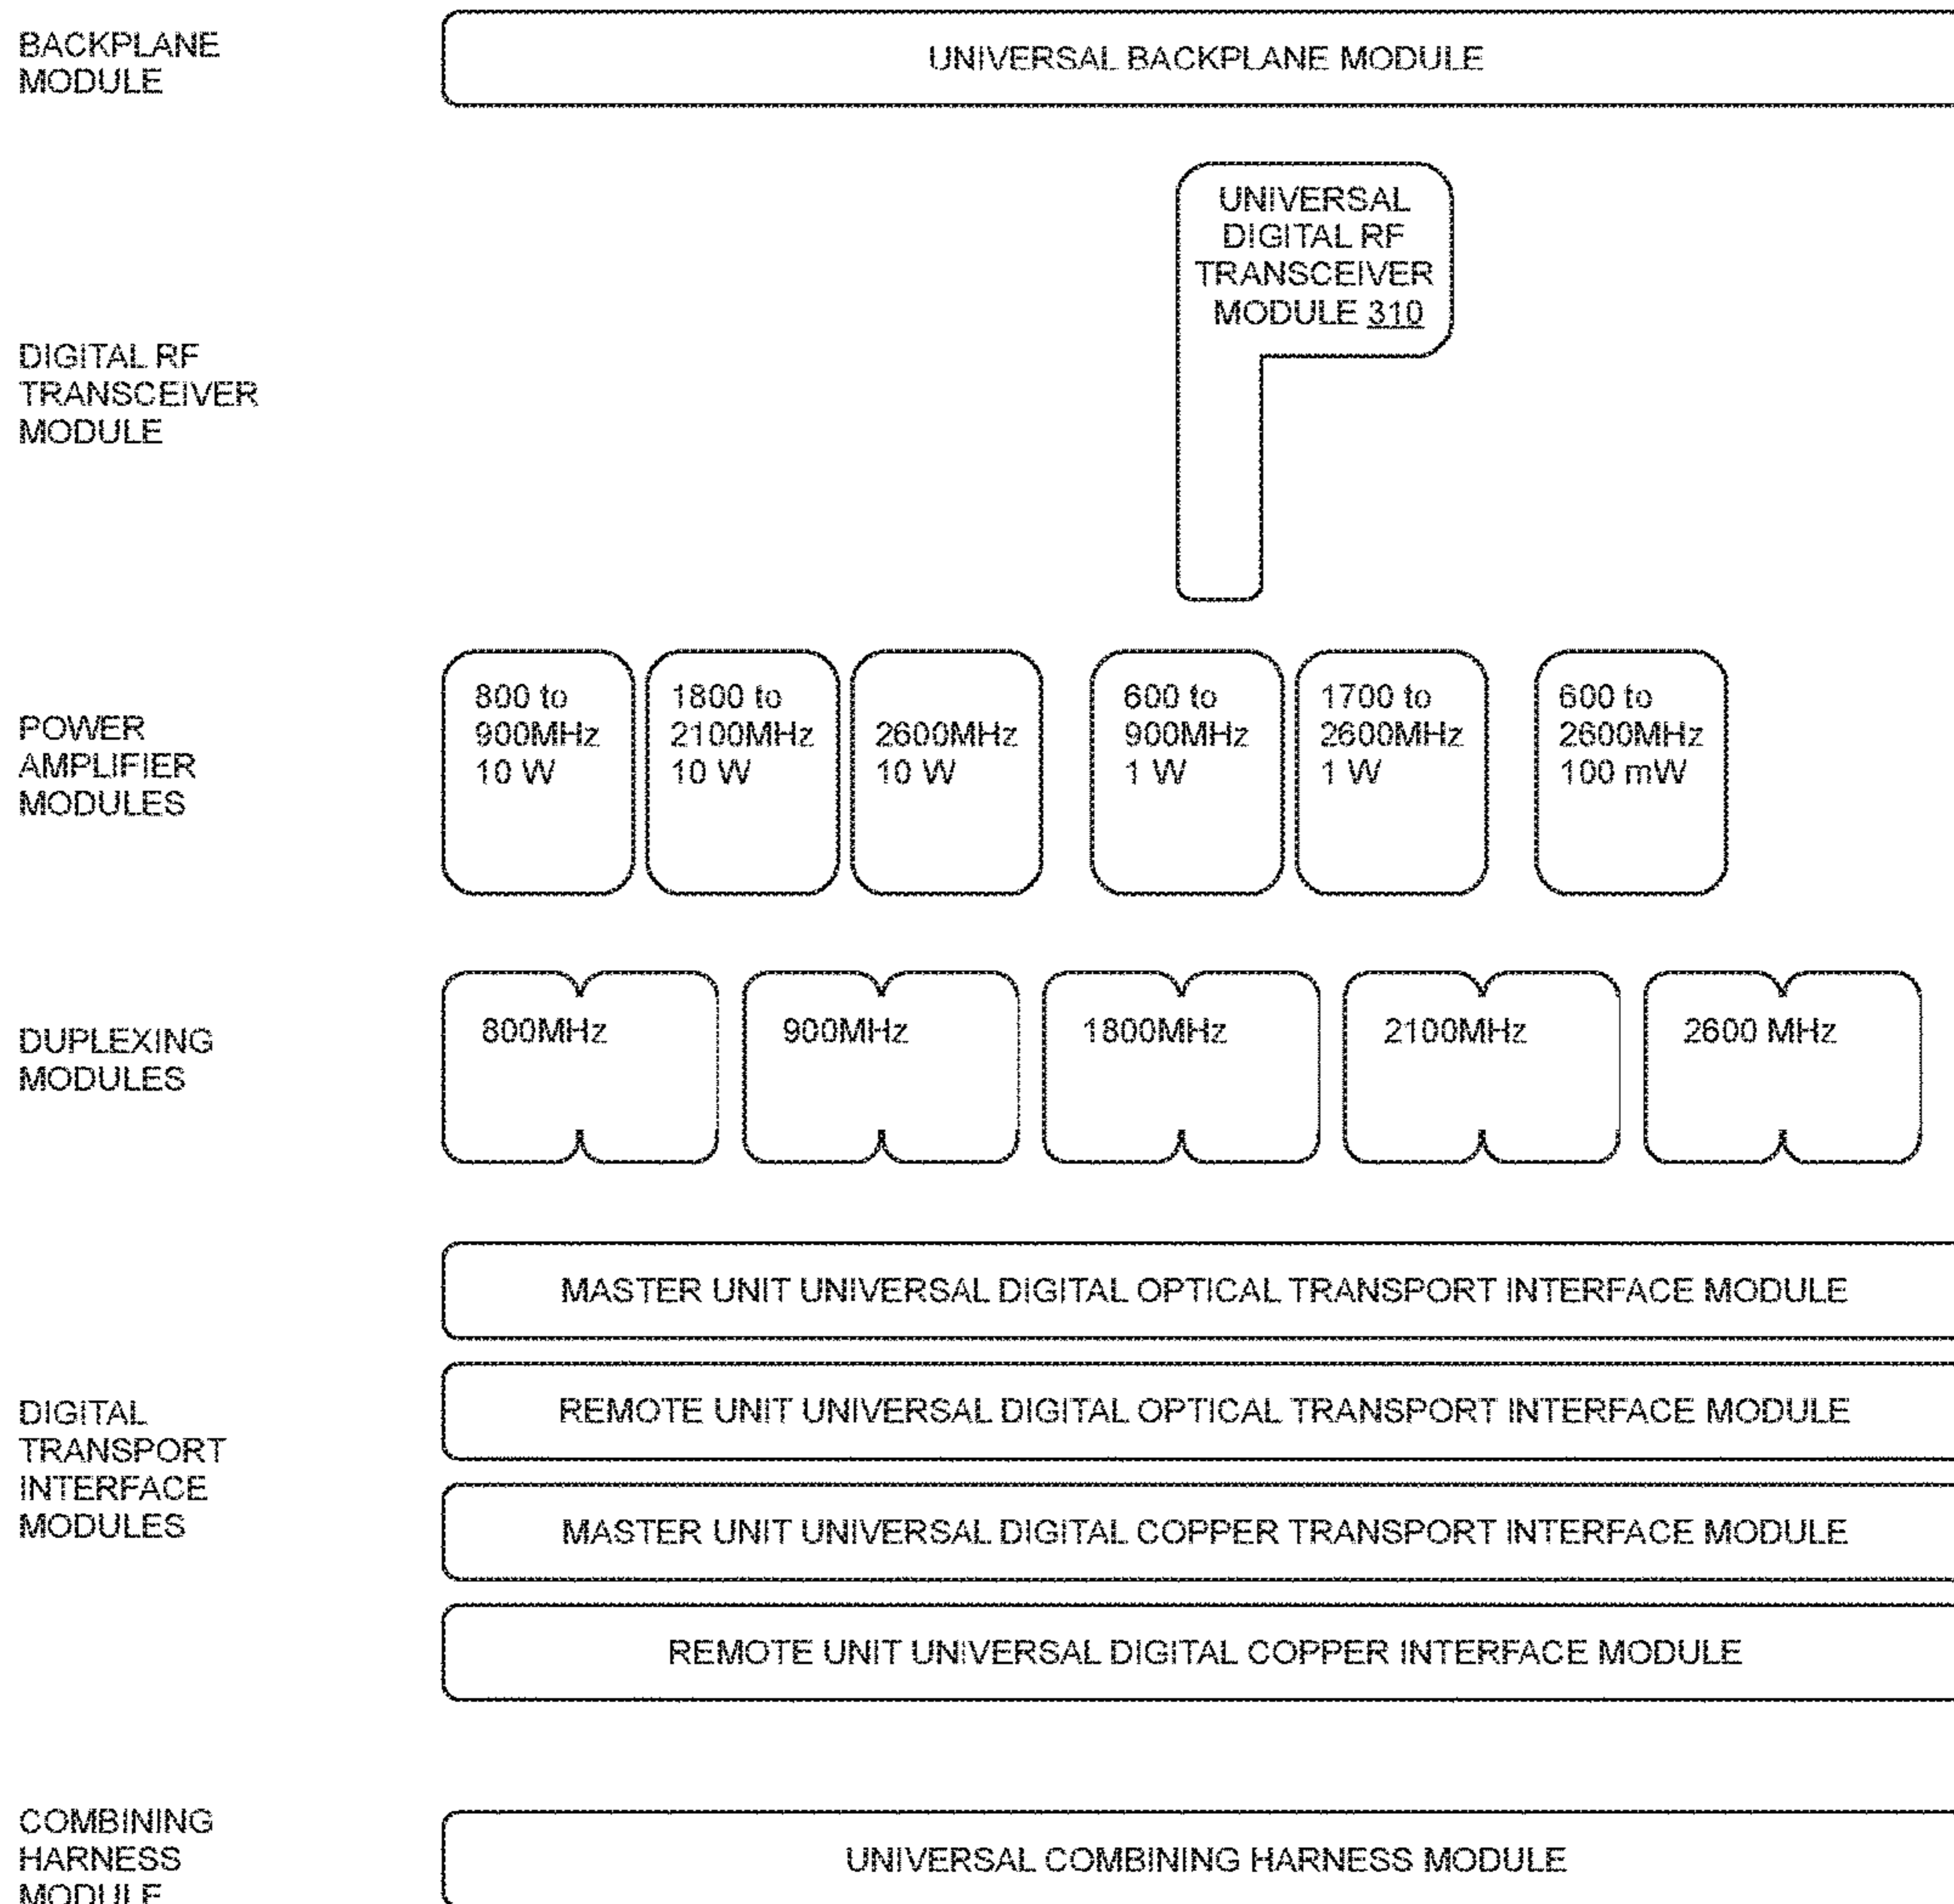 BACKPLANE
MODULE
UNIVERSAL BACKPLANE MODULE
DIGITAL RF
TRANSCEIVER
MODULE
UNIVERSAL
DIGITAL RF
TRANSCEIVER
MODULE 310
POWER
AMPLIFIER
MODULES
800 to
900MHz
10 W
1800 to
2100MHz
10 W
2600MHz
10 W
600 to
900MHz
1 W
1700 to
2600MHz
1 W
600 to
2600MHz
100 mW
DUPLEXING
MODULES
800MHz
900MHz
1800MHz
2100MHz
2600 MHz
DIGITAL
TRANSPORT
INTERFACE
MODULES
MASTER UNIT UNIVERSAL DIGITAL OPTICAL TRANSPORT INTERFACE MODULE
REMOTE UNIT UNIVERSAL DIGITAL OPTICAL TRANSPORT INTERFACE MODULE
MASTER UNIT UNIVERSAL DIGITAL COPPER TRANSPORT INTERFACE MODULE
REMOTE UNIT UNIVERSAL DIGITAL COPPER INTERFACE MODULE
COMBINING
HARNESS
MODULE
UNIVERSAL COMBINING HARNESS MODULE